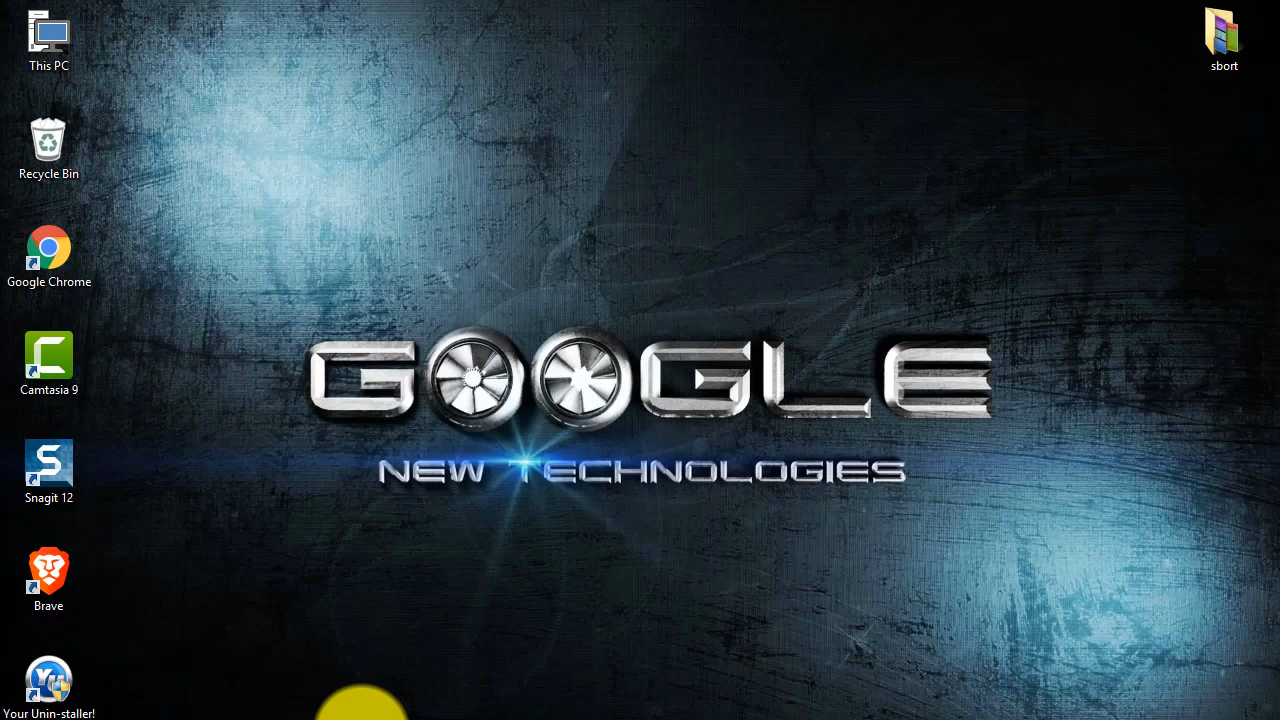 This PC
sbort
Recycle Bin
Google Chrome
Camtasia 9
Snagit 12
Brave
Your Unin-staller!
GOOGLE
NEW TECHNOLOGIES